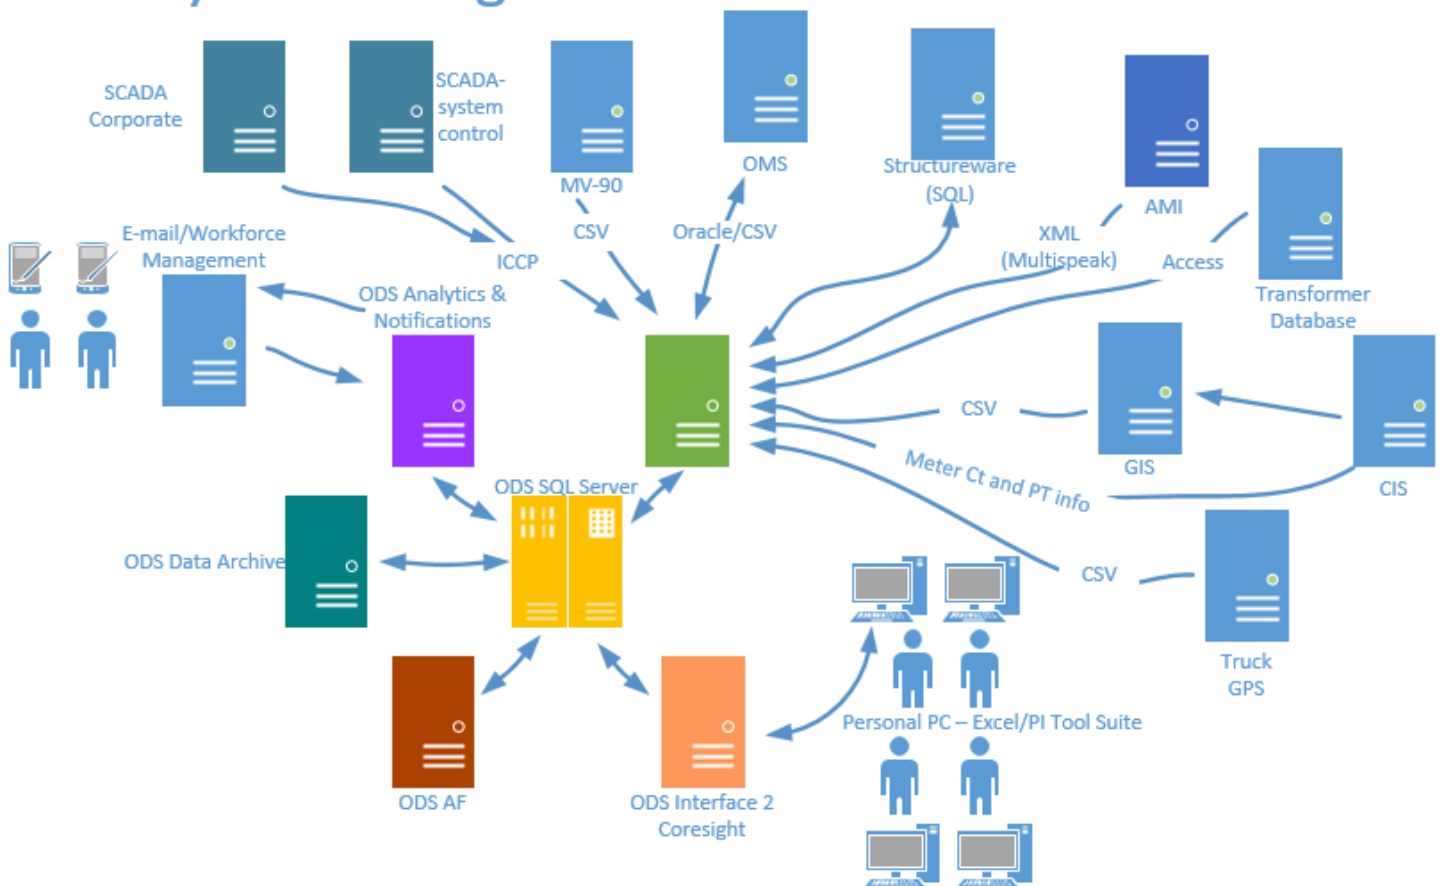 SCADA
Corporate
SCADA-
system
control
MV-90
OMS
Structureware
(SQL)
AMI
CSV
Oracle/CSV
XML
(Multispeak)
Access
ICCP
E-mail/Workforce
Management
ODS Analytics &
Notifications
Transformer
Database
CSV
GIS
CIS
Meter Ct and PT info
ODS SQL Server
ODS Data Archive
CSV
Truck
GPS
Personal PC – Excel/PI Tool Suite
ODS AF
ODS Interface 2
Coresight